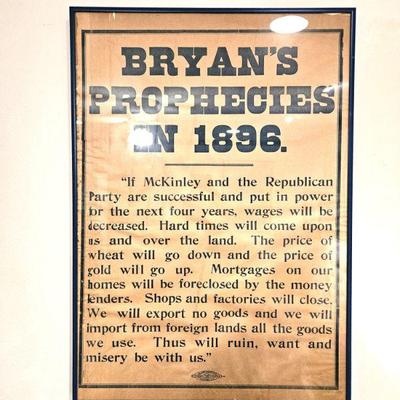 BRYAN'S
PROPHECIES
IN 1896.
"If McKinley and the Republican
Party are successful and put in power
for the next four years, wages will be
decreased. Hard times will come upon
us and over the land. The price of
wheat will go down and the price of
gold will go up. Mortgages on our
homes will be foreclosed by the money
lenders. Shops and factories will close.
We will export no goods and we will
import from foreign lands all the goods
we use. Thus will ruin, want and
misery be with us."